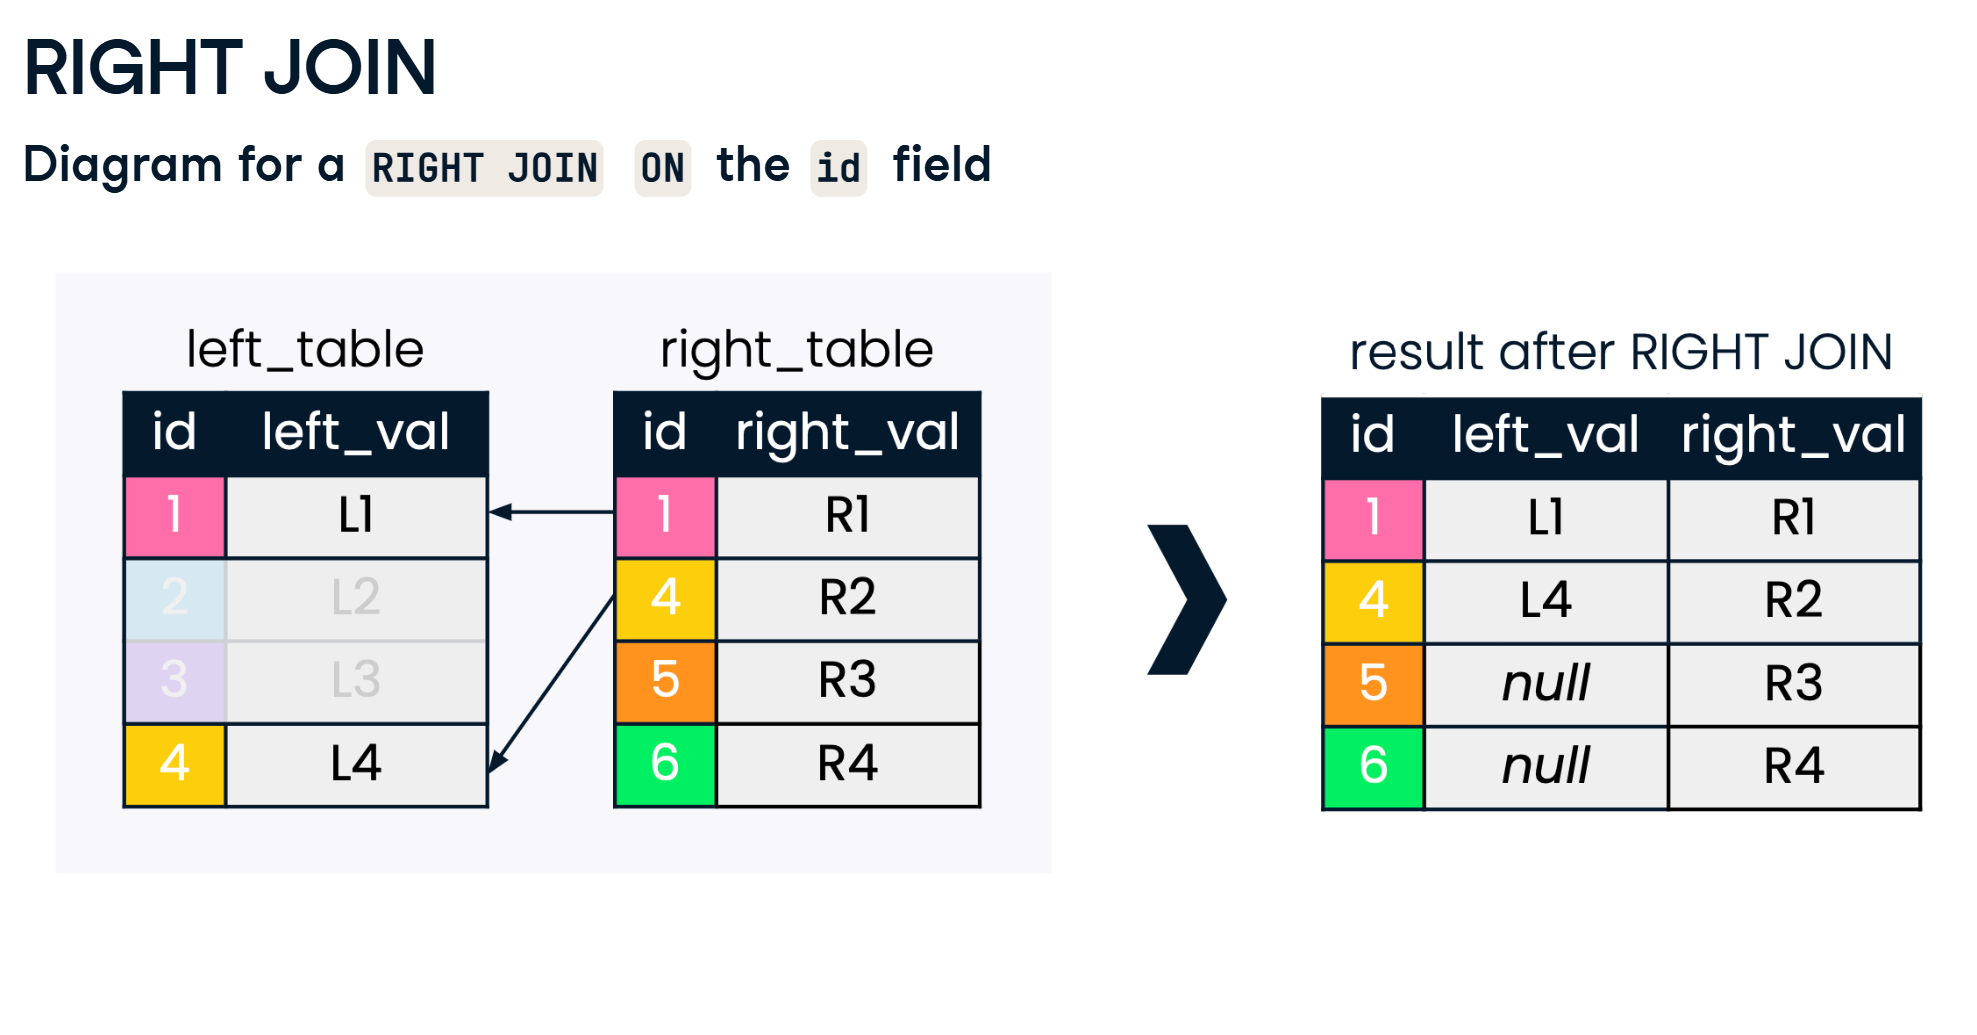 RIGHT JOIN
Diagram for a RIGHT JOIN ON the id field
left_table
id left_val
1 L1
2 L2
3 L3
4 L4
right_table
id right_val
1 R1
4 R2
5 R3
6 R4
result after RIGHT JOIN
id left_val right_val
1 L1 R1
4 L4 R2
5 null R3
6 null R4